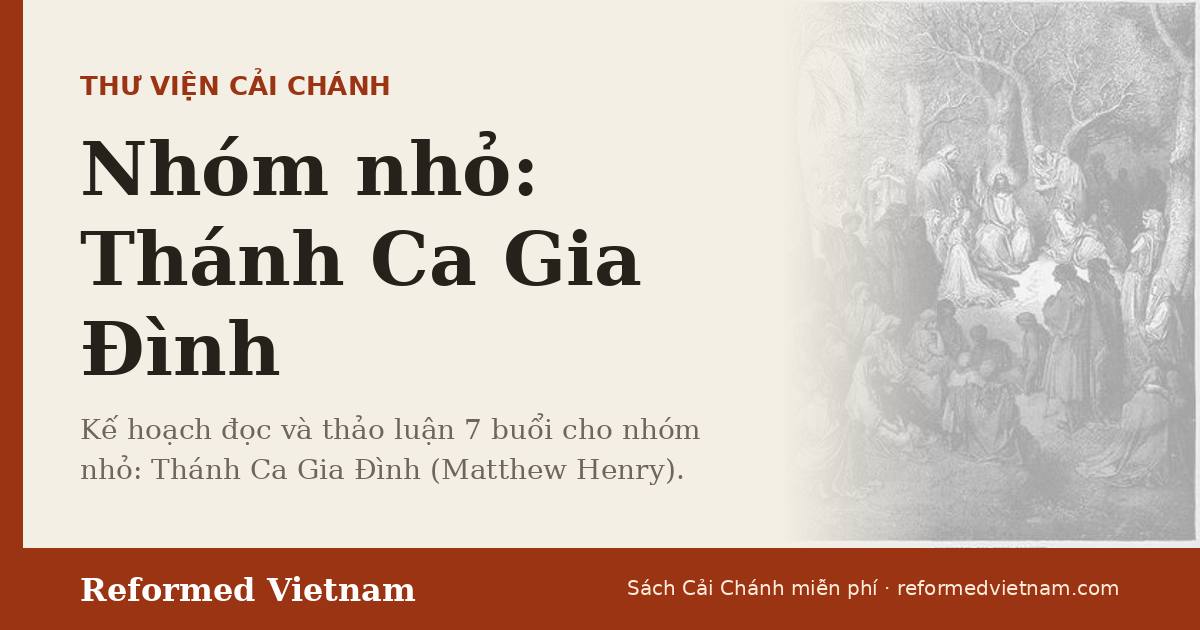 THƯ VIỆN CẢI CHÁNH
Nhóm nhỏ:
Thánh Ca Gia
Đình
Kế hoạch đọc và thảo luận 7 buổi cho nhóm
nhỏ: Thánh Ca Gia Đình (Matthew Henry).
Reformed Vietnam
Sách Cải Chánh miễn phí · reformedvietnam.com